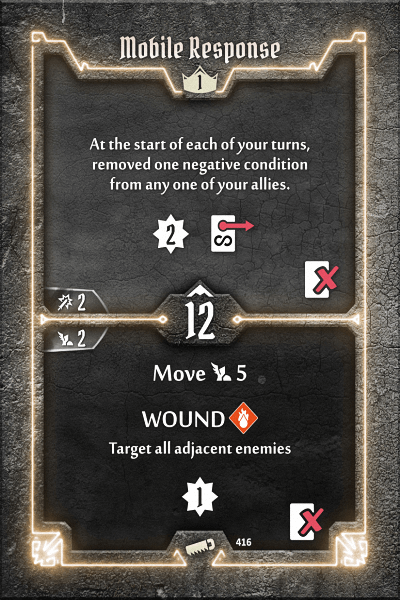 Mobile Response
1
At the start of each of your turns,
removed one negative condition
from any one of your allies.
2
2
12
2
Move 5
WOUND
Target all adjacent enemies
1
416